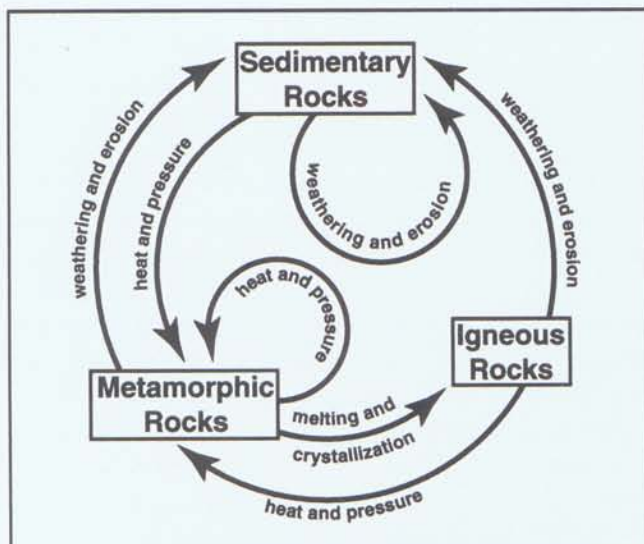 Sedimentary
Rocks
weathering and erosion
heat and pressure
weathering and erosion
weathering and erosion
heat and pressure
Igneous
Rocks
Metamorphic
Rocks
melting and
crystallization
heat and pressure